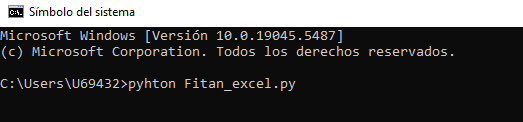 Símbolo del sistema
Microsoft Windows [Versión 10.0.19045.5487]
(c) Microsoft Corporation. Todos los derechos reservados.
C:\Users\U69432>pyhton Fitan_excel.py